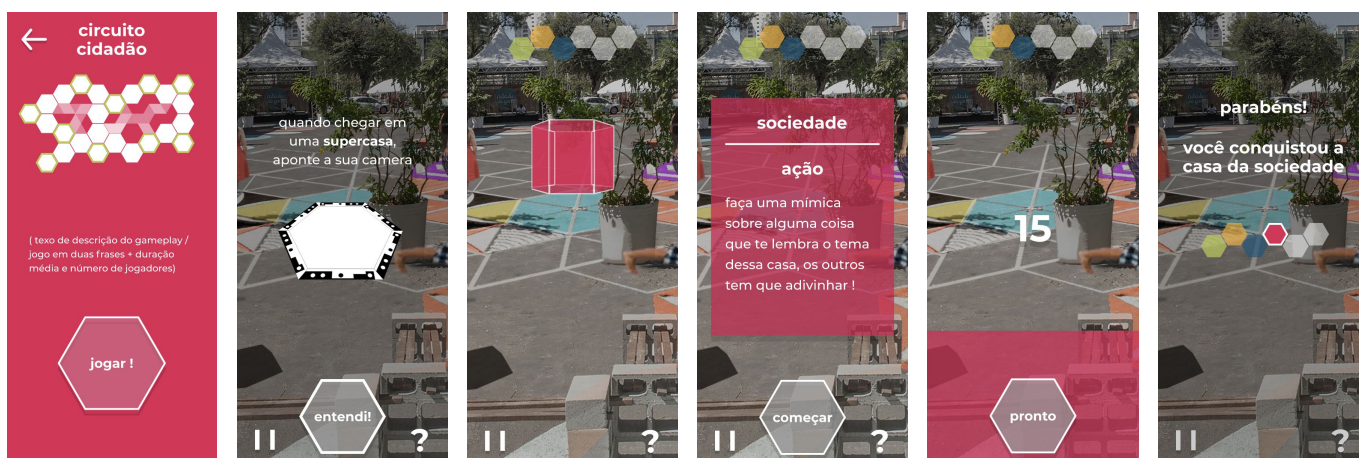 circuito
cidadão
( texo de descrição do gameplay /
jogo em duas frases + duração
média e número de jogadores)
jogar !
quando chegar em
uma supercasa,
aponte a sua camera
entendi!
?
?
sociedade
ação
faça uma mímica
sobre alguma coisa
que te lembra o tema
dessa casa, os outros
tem que adivinhar !
começar
?
15
pronto
parabéns!
você conquistou a
casa da sociedade
?